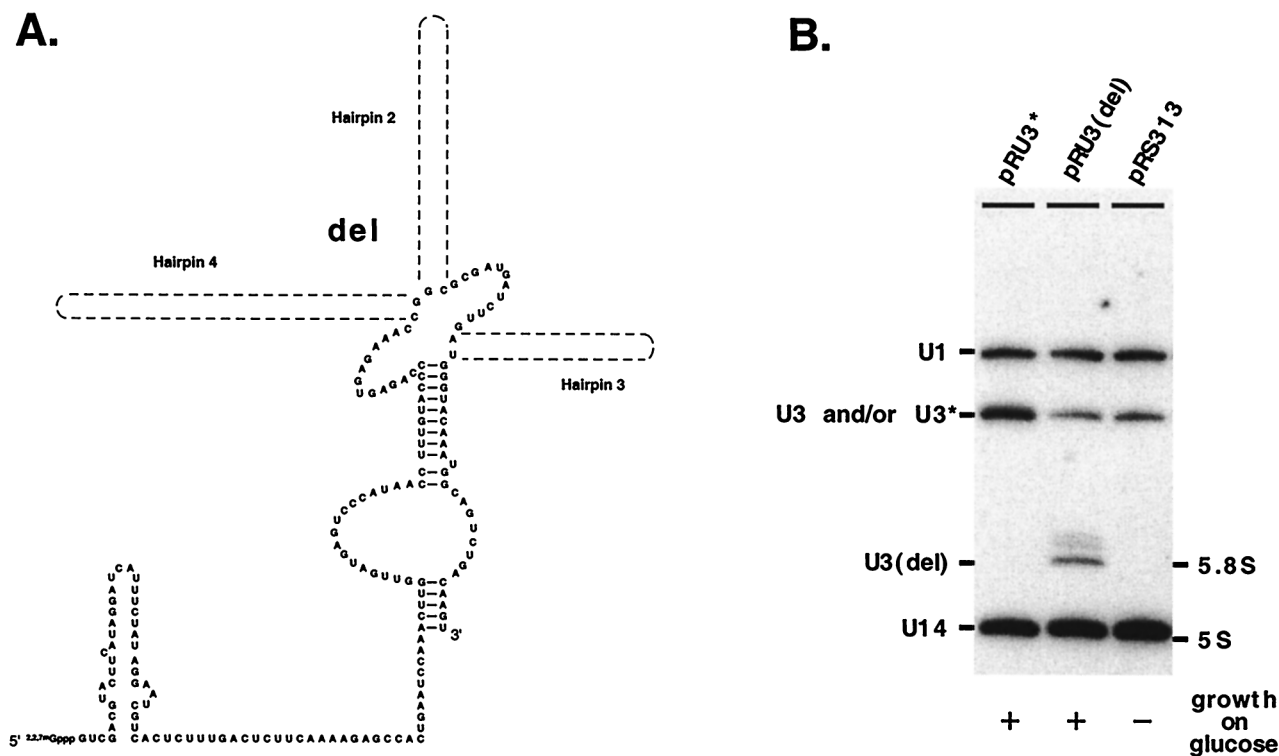 A.
B.
Hairpin 2
del
Hairpin 4
Hairpin 3
3'
5' 2,2,7mGppp GUCG
CACUCUUUGACUCUUCAAAAGAGCCAC
pRU3*
pRU3(del)
pRS313
U1
U3 and/or U3*
U3(del)
5.8S
U14
5S
+ + −
growth
on
glucose